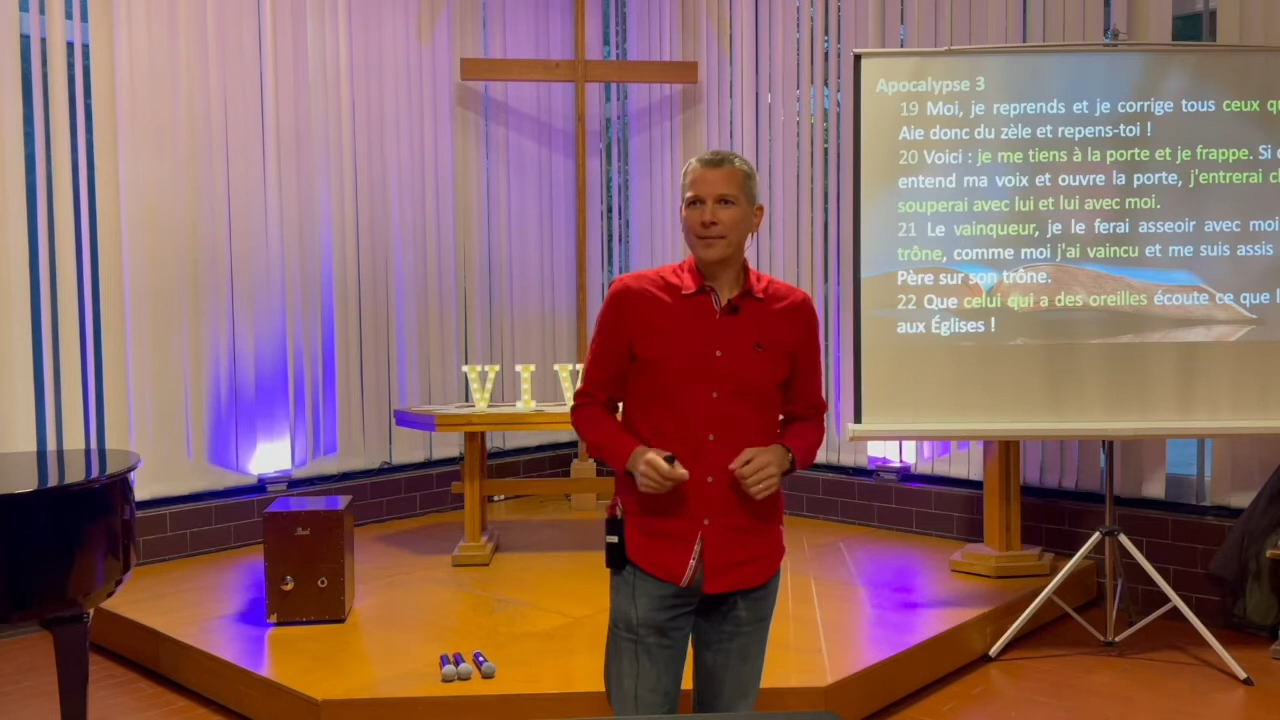 Apocalypse 3
19 Moi, je reprends et je corrige tous ceux
Aie donc du zèle et repens-toi !
20 Voici : je me tiens à la porte et je frappe. Si
entend ma voix et ouvre la porte, j'entrerai
souperai avec lui et lui avec moi.
21 Le vainqueur, je le ferai asseoir avec moi
trône, comme moi j'ai vaincu et me suis assis
Père sur son trône.
22 Que celui qui a des oreilles écoute ce que
aux Églises !
VIV
Pearl